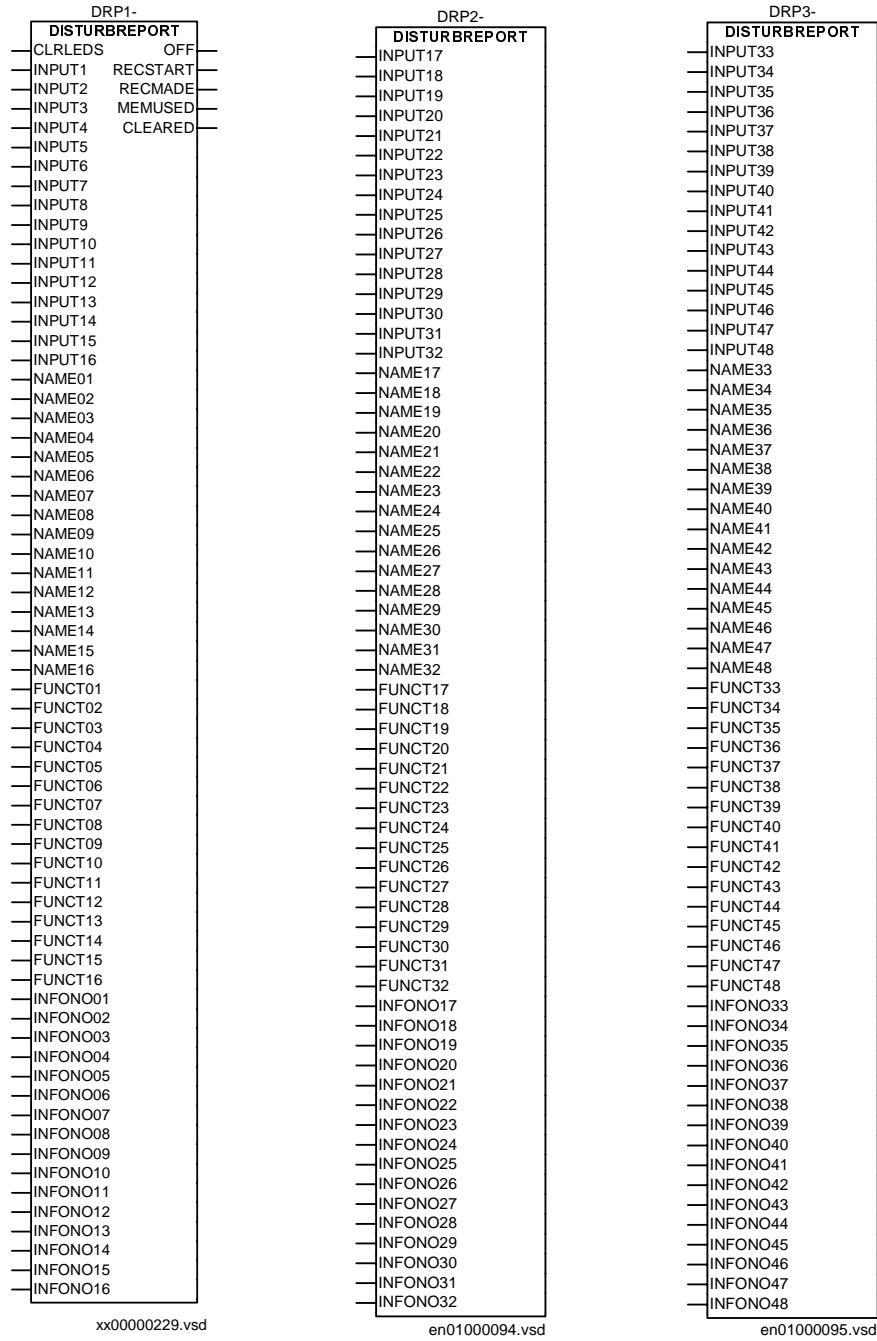 DRP1-
DISTURBREPORT
CLRLEDS OFF
INPUT1 RECSTART
INPUT2 RECMADE
INPUT3 MEMUSED
INPUT4 CLEARED
INPUT5
INPUT6
INPUT7
INPUT8
INPUT9
INPUT10
INPUT11
INPUT12
INPUT13
INPUT14
INPUT15
INPUT16
NAME01
NAME02
NAME03
NAME04
NAME05
NAME06
NAME07
NAME08
NAME09
NAME10
NAME11
NAME12
NAME13
NAME14
NAME15
NAME16
FUNCT01
FUNCT02
FUNCT03
FUNCT04
FUNCT05
FUNCT06
FUNCT07
FUNCT08
FUNCT09
FUNCT10
FUNCT11
FUNCT12
FUNCT13
FUNCT14
FUNCT15
FUNCT16
INFONO01
INFONO02
INFONO03
INFONO04
INFONO05
INFONO06
INFONO07
INFONO08
INFONO09
INFONO10
INFONO11
INFONO12
INFONO13
INFONO14
INFONO15
INFONO16
xx00000229.vsd
DRP2-
DISTURBREPORT
INPUT17
INPUT18
INPUT19
INPUT20
INPUT21
INPUT22
INPUT23
INPUT24
INPUT25
INPUT26
INPUT27
INPUT28
INPUT29
INPUT30
INPUT31
INPUT32
NAME17
NAME18
NAME19
NAME20
NAME21
NAME22
NAME23
NAME24
NAME25
NAME26
NAME27
NAME28
NAME29
NAME30
NAME31
NAME32
FUNCT17
FUNCT18
FUNCT19
FUNCT20
FUNCT21
FUNCT22
FUNCT23
FUNCT24
FUNCT25
FUNCT26
FUNCT27
FUNCT28
FUNCT29
FUNCT30
FUNCT31
FUNCT32
INFONO17
INFONO18
INFONO19
INFONO20
INFONO21
INFONO22
INFONO23
INFONO24
INFONO25
INFONO26
INFONO27
INFONO28
INFONO29
INFONO30
INFONO31
INFONO32
en01000094.vsd
DRP3-
DISTURBREPORT
INPUT33
INPUT34
INPUT35
INPUT36
INPUT37
INPUT38
INPUT39
INPUT40
INPUT41
INPUT42
INPUT43
INPUT44
INPUT45
INPUT46
INPUT47
INPUT48
NAME33
NAME34
NAME35
NAME36
NAME37
NAME38
NAME39
NAME40
NAME41
NAME42
NAME43
NAME44
NAME45
NAME46
NAME47
NAME48
FUNCT33
FUNCT34
FUNCT35
FUNCT36
FUNCT37
FUNCT38
FUNCT39
FUNCT40
FUNCT41
FUNCT42
FUNCT43
FUNCT44
FUNCT45
FUNCT46
FUNCT47
FUNCT48
INFONO33
INFONO34
INFONO35
INFONO36
INFONO37
INFONO38
INFONO39
INFONO40
INFONO41
INFONO42
INFONO43
INFONO44
INFONO45
INFONO46
INFONO47
INFONO48
en01000095.vsd